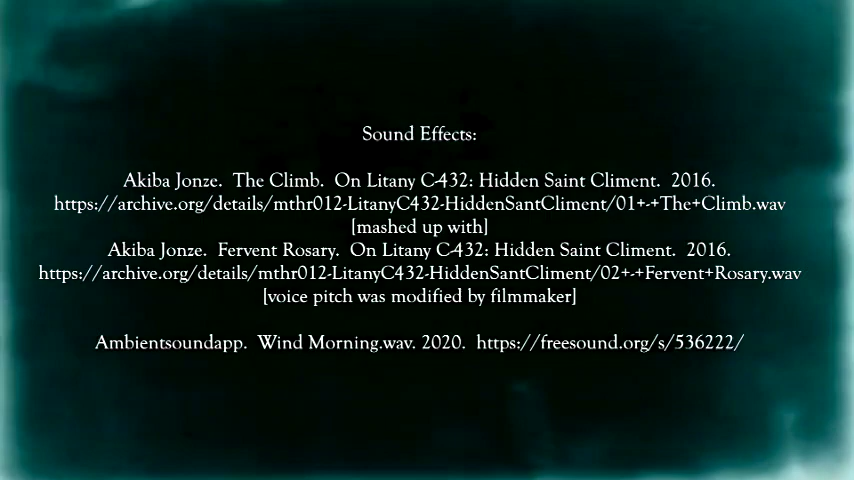 Sound Effects:
Akiba Jonze.  The Climb.  On Litany C-432: Hidden Saint Climent.  2016.
https://archive.org/details/mthr012-LitanyC432-HiddenSantCliment/01+-+The+Climb.wav
[mashed up with]
Akiba Jonze.  Fervent Rosary.  On Litany C-432: Hidden Saint Climent.  2016.
https://archive.org/details/mthr012-LitanyC432-HiddenSantCliment/02+-+Fervent+Rosary.wav
[voice pitch was modified by filmmaker]
Ambientsoundapp.  Wind Morning.wav. 2020.  https://freesound.org/s/536222/